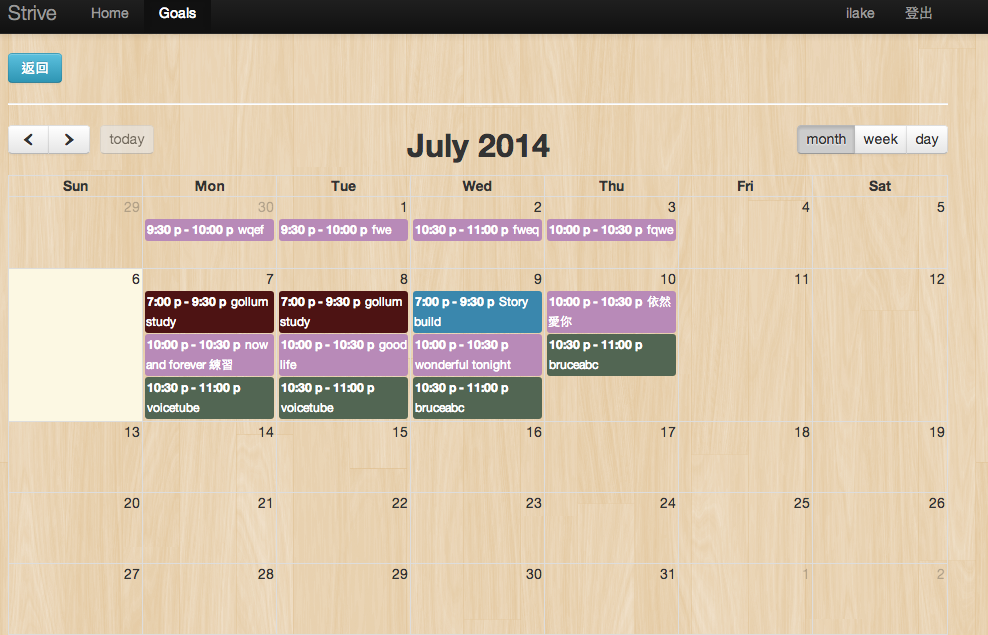 Strive Home Goals ilake 登出
返回
today July 2014 month week day
Sun Mon Tue Wed Thu Fri Sat
29 30 1 2 3 4 5
9:30 p - 10:00 p wqef
9:30 p - 10:00 p fwe
10:30 p - 11:00 p fweq
10:00 p - 10:30 p fqwe
6 7 8 9 10 11 12
7:00 p - 9:30 p gollum
study
10:00 p - 10:30 p now
and forever 練習
10:30 p - 11:00 p
voicetube
7:00 p - 9:30 p gollum
study
10:00 p - 10:30 p good
life
10:30 p - 11:00 p
voicetube
7:00 p - 9:30 p Story
build
10:00 p - 10:30 p
wonderful tonight
10:30 p - 11:00 p
bruceabc
10:00 p - 10:30 p 依然
愛你
10:30 p - 11:00 p
bruceabc
13 14 15 16 17 18 19
20 21 22 23 24 25 26
27 28 29 30 31 1 2